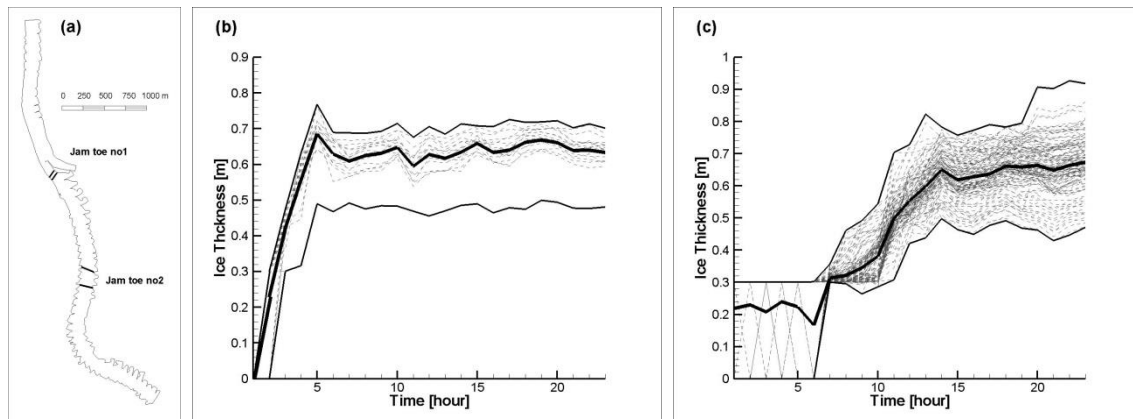 (a)
0 250 500 750 1000 m
Jam toe no1
Jam toe no2
(b)
0.9
0.8
0.7
0.6
0.5
0.4
0.3
0.2
0.1
0
Ice Thckness [m]
5 10 15 20
Time [hour]
(c)
1
0.9
0.8
0.7
0.6
0.5
0.4
0.3
0.2
0.1
0
Ice Thickness [m]
5 10 15 20
Time [hour]